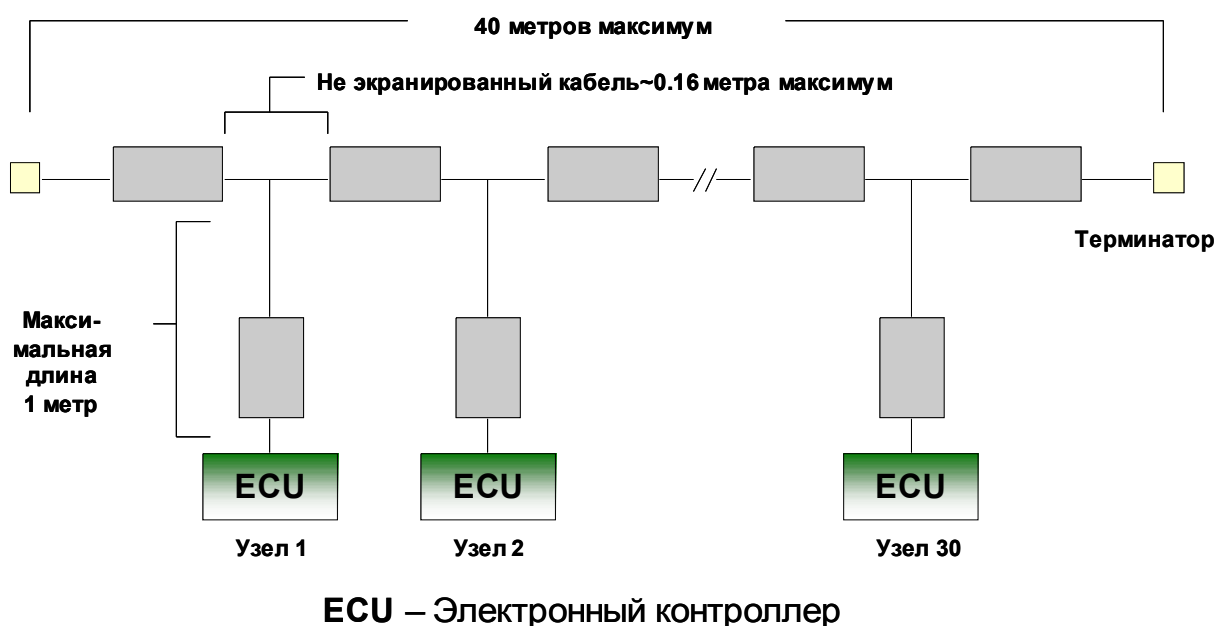 40 метров максимум
Не экранированный кабель~0.16 метра максимум
Терминатор
Макси-
мальная
длина
1 метр
ECU
ECU
ECU
Узел 1
Узел 2
Узел 30
ECU – Электронный контроллер